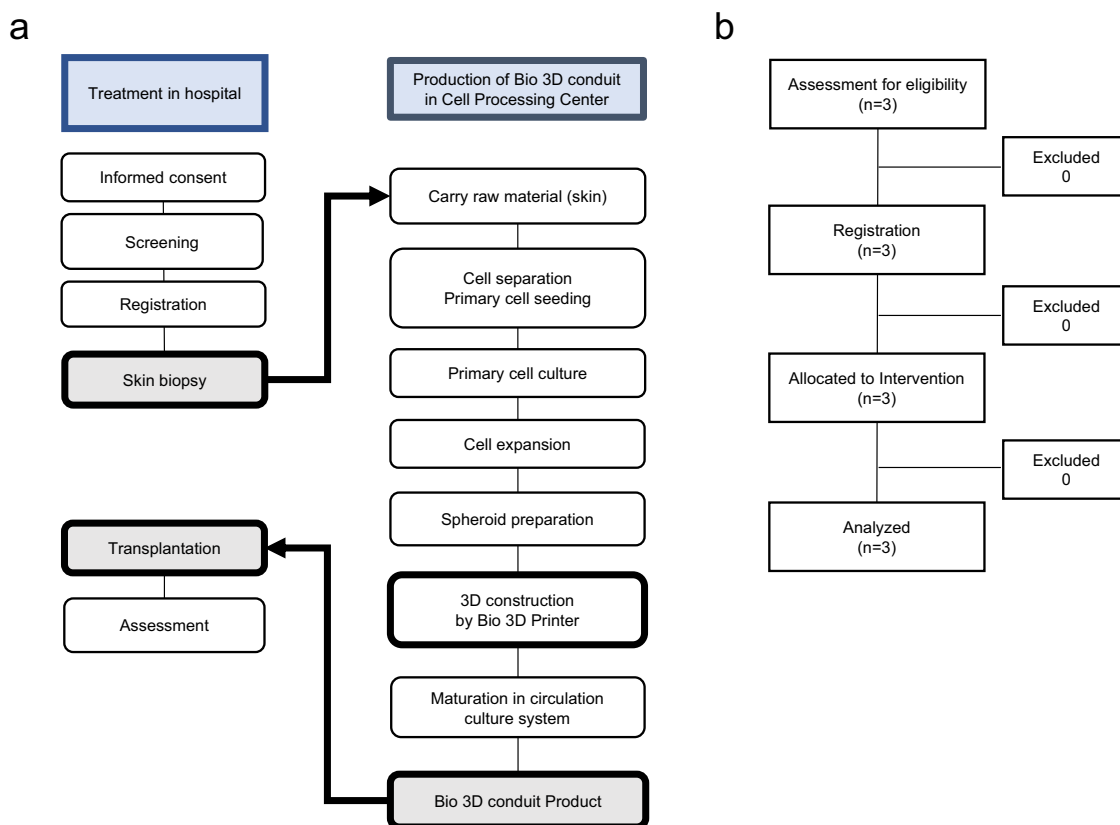 a
Treatment in hospital
Informed consent
Screening
Registration
Skin biopsy
Transplantation
Assessment
Production of Bio 3D conduit
in Cell Processing Center
Carry raw material (skin)
Cell separation
Primary cell seeding
Primary cell culture
Cell expansion
Spheroid preparation
3D construction
by Bio 3D Printer
Maturation in circulation
culture system
Bio 3D conduit Product
b
Assessment for eligibility
(n=3)
Excluded
0
Registration
(n=3)
Excluded
0
Allocated to Intervention
(n=3)
Excluded
0
Analyzed
(n=3)